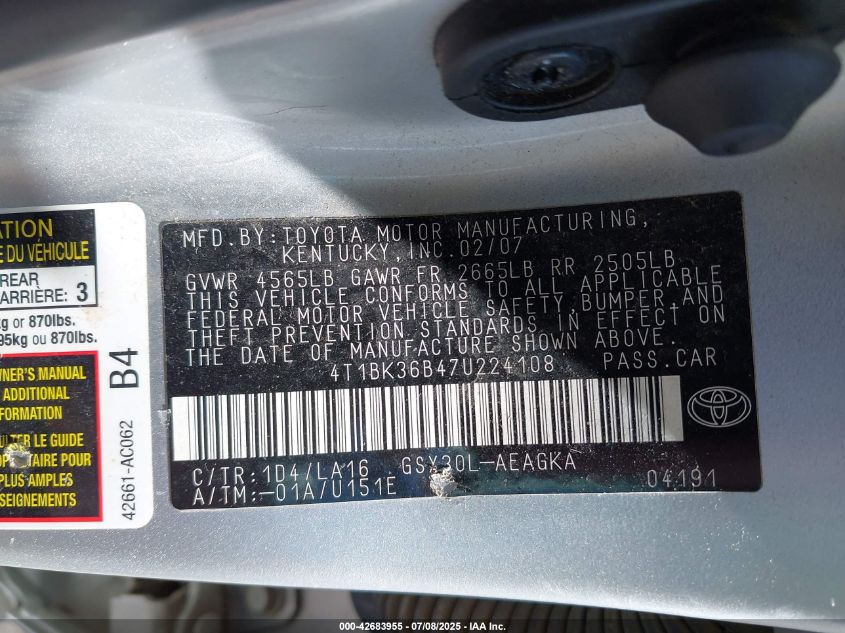 MFD. BY: TOYOTA MOTOR MANUFACTURING,
KENTUCKY, INC. 02/07
GVWR 4565LB GAWR FR 2665LB RR 2505LB
THIS VEHICLE CONFORMS TO ALL APPLICABLE
FEDERAL MOTOR VEHICLE SAFETY, BUMPER, AND
THEFT PREVENTION STANDARDS IN EFFECT ON
THE DATE OF MANUFACTURE SHOWN ABOVE.
4T1BK36B47U224108 PASS. CAR
C/TR: 1D4/LA16 GSX30L-AEAGKA
A/TM: -01A/U151E 04191
ATION
DU VÉHICULE
REAR
ARRIÈRE: 3
kg or 870lbs.
95kg ou 870lbs.
WNER'S MANUAL
ADDITIONAL
FORMATION
LTER LE GUIDE
TAIRE POUR
PLUS AMPLES
SEIGNEMENTS
B4
42661-AC062
000-42683955 - 07/08/2025 - IAA Inc.